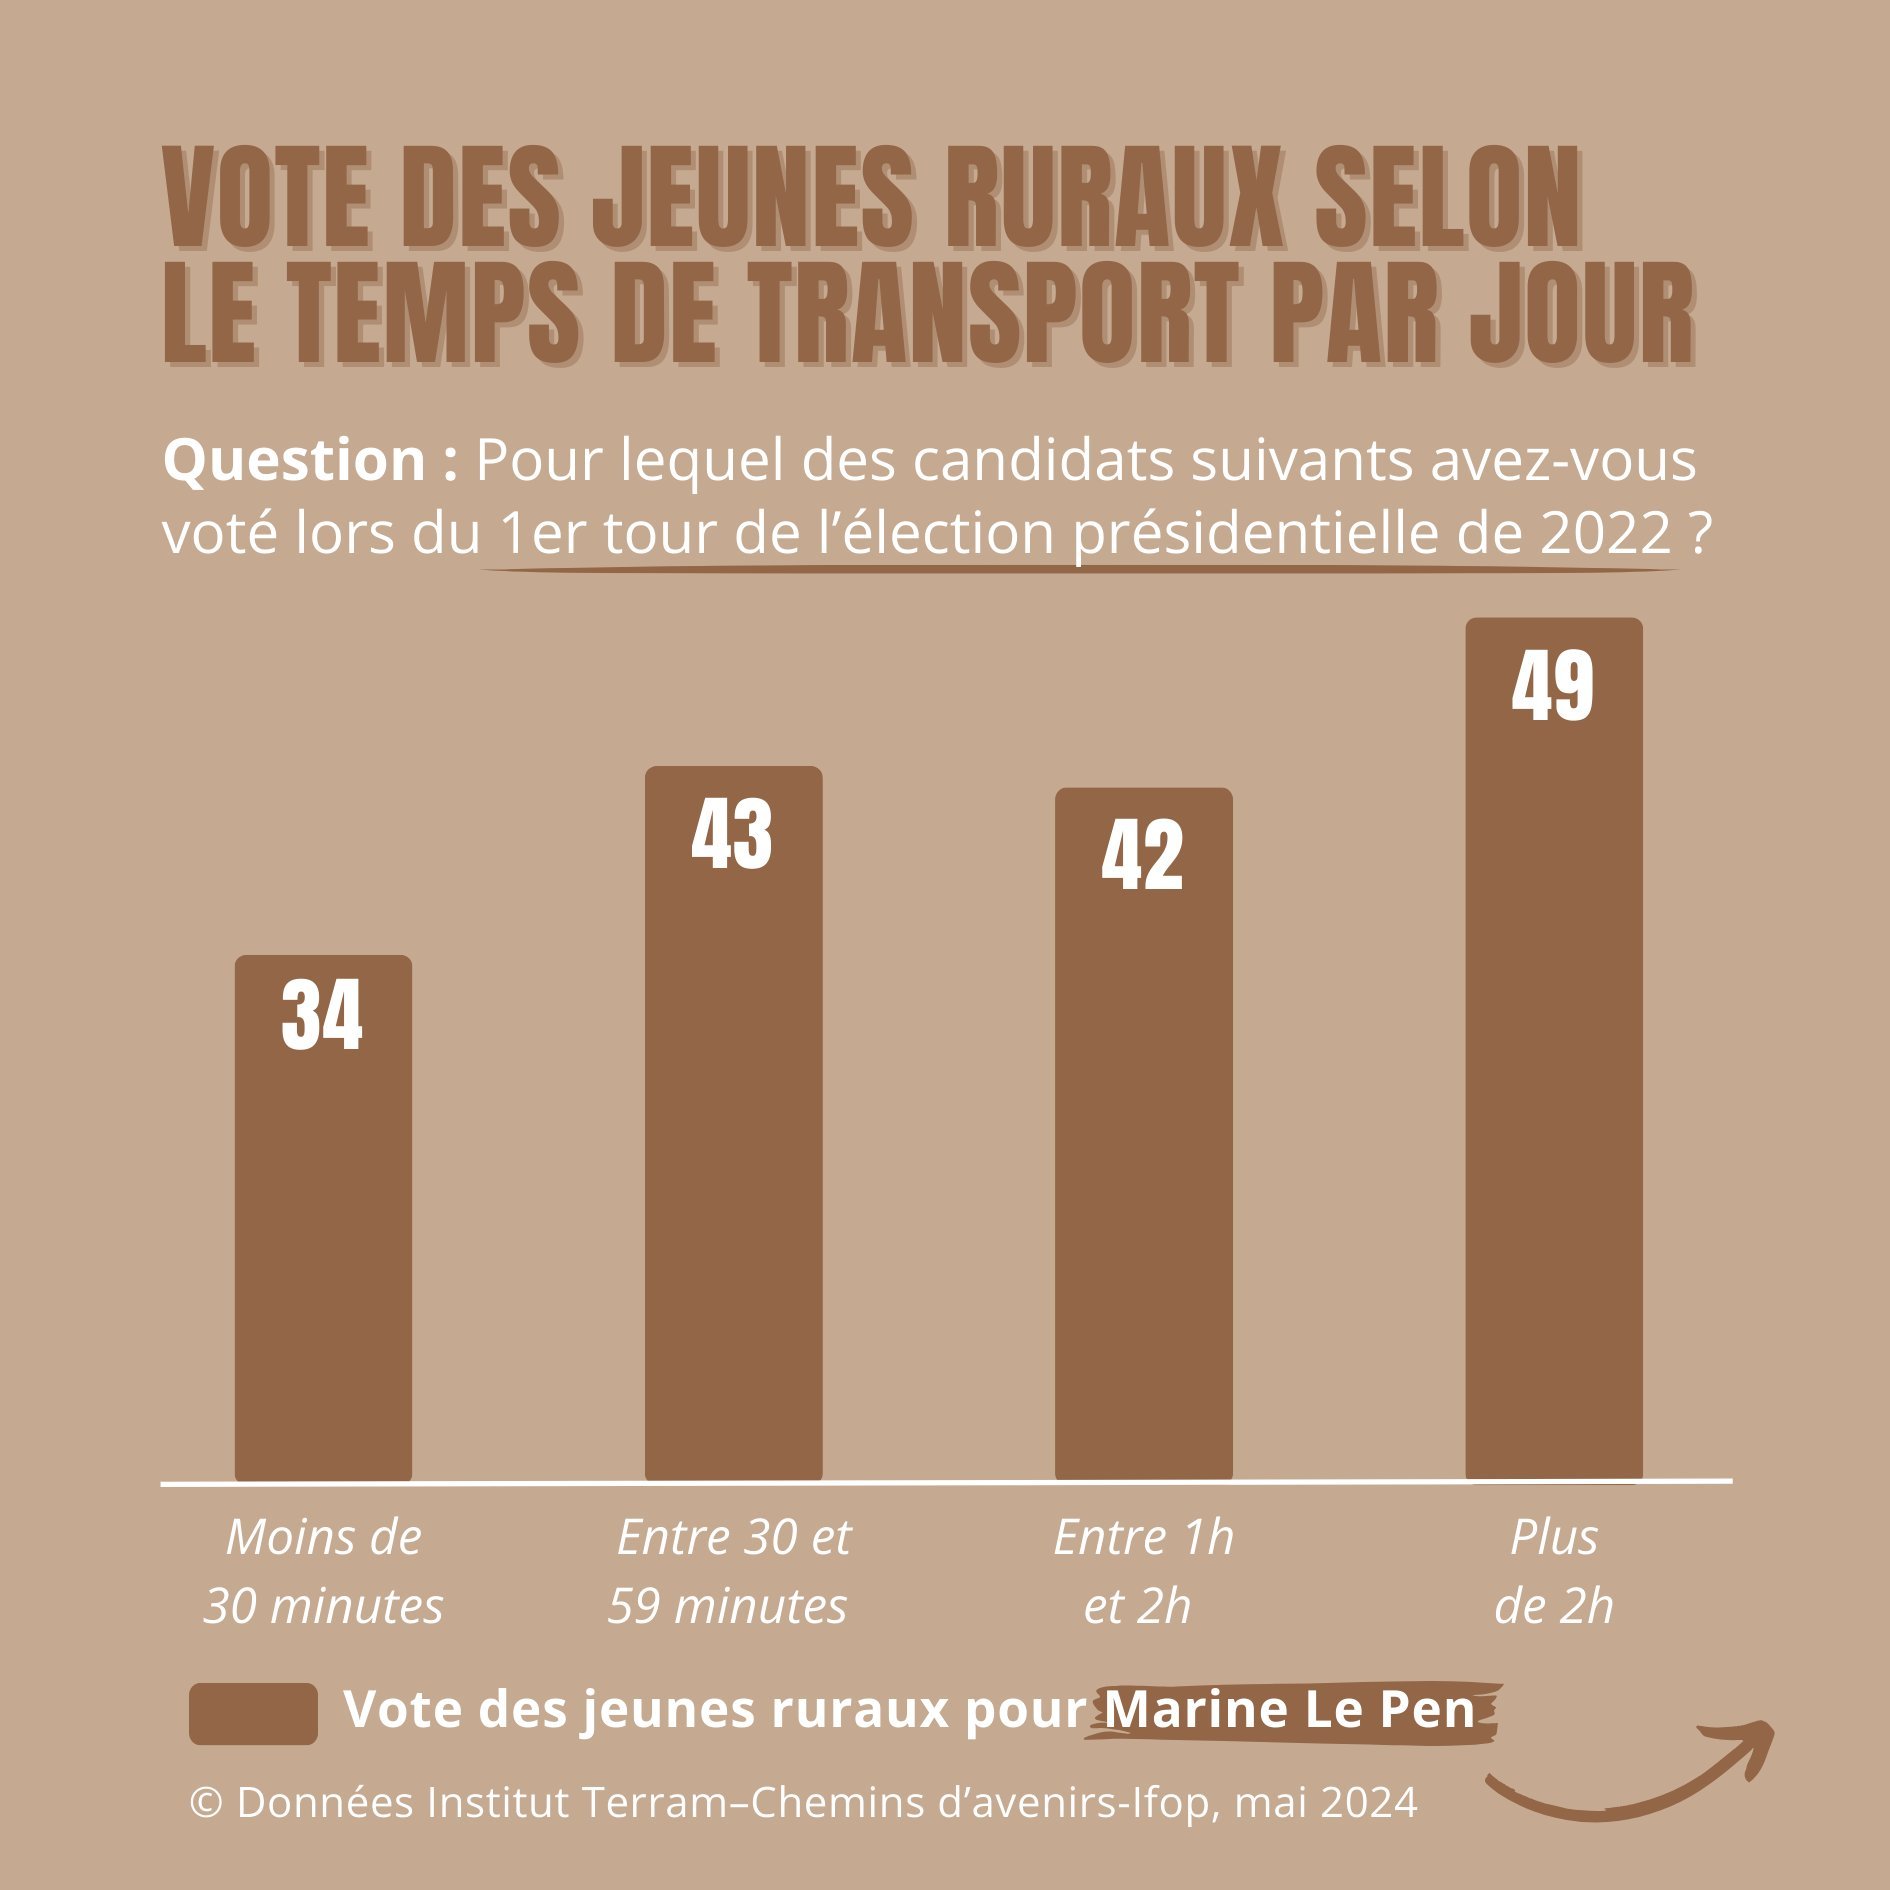 VOTE DES JEUNES RURAUX SELON
LE TEMPS DE TRANSPORT PAR JOUR
Question : Pour lequel des candidats suivants avez-vous
voté lors du 1er tour de l’élection présidentielle de 2022 ?
34
43
42
49
Moins de
30 minutes
Entre 30 et
59 minutes
Entre 1h
et 2h
Plus
de 2h
Vote des jeunes ruraux pour Marine Le Pen
© Données Institut Terram–Chemins d’avenirs-Ifop, mai 2024